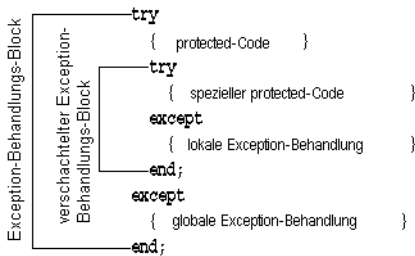 Exception-Behandlungs-Block
verschachtelter Exception-
Behandlungs-Block
try
{ protected-Code }
try
{ spezieller protected-Code }
except
{ lokale Exception-Behandlung }
end;
except
{ globale Exception-Behandlung }
end;